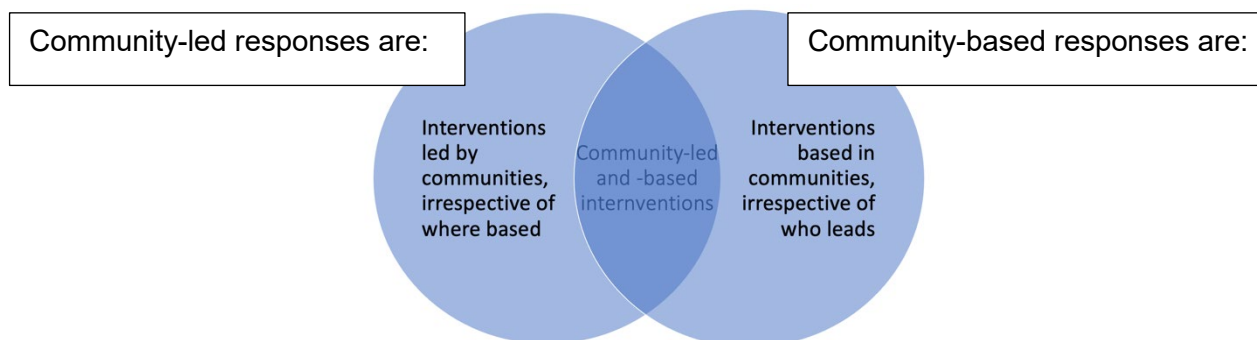 Community-led responses are:
Community-based responses are:
Interventions
led by
communities,
irrespective of
where based
Community-led
and -based
internventions
Interventions
based in
communities,
irrespective of
who leads